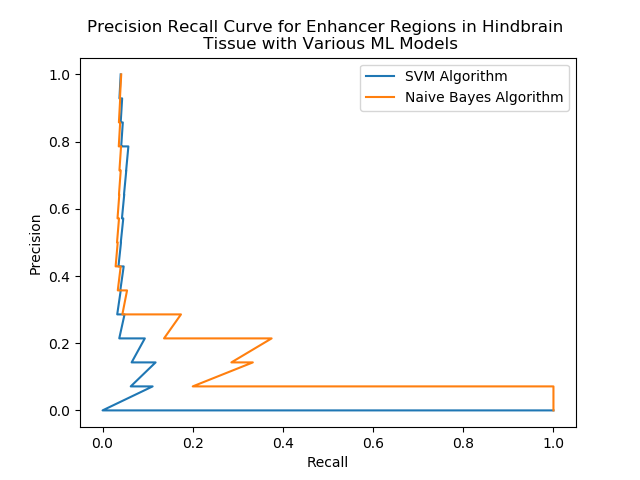 Precision Recall Curve for Enhancer Regions in Hindbrain
Tissue with Various ML Models
SVM Algorithm
Naive Bayes Algorithm
1.0
0.8
0.6
0.4
0.2
0.0
Precision
0.0 0.2 0.4 0.6 0.8 1.0
Recall